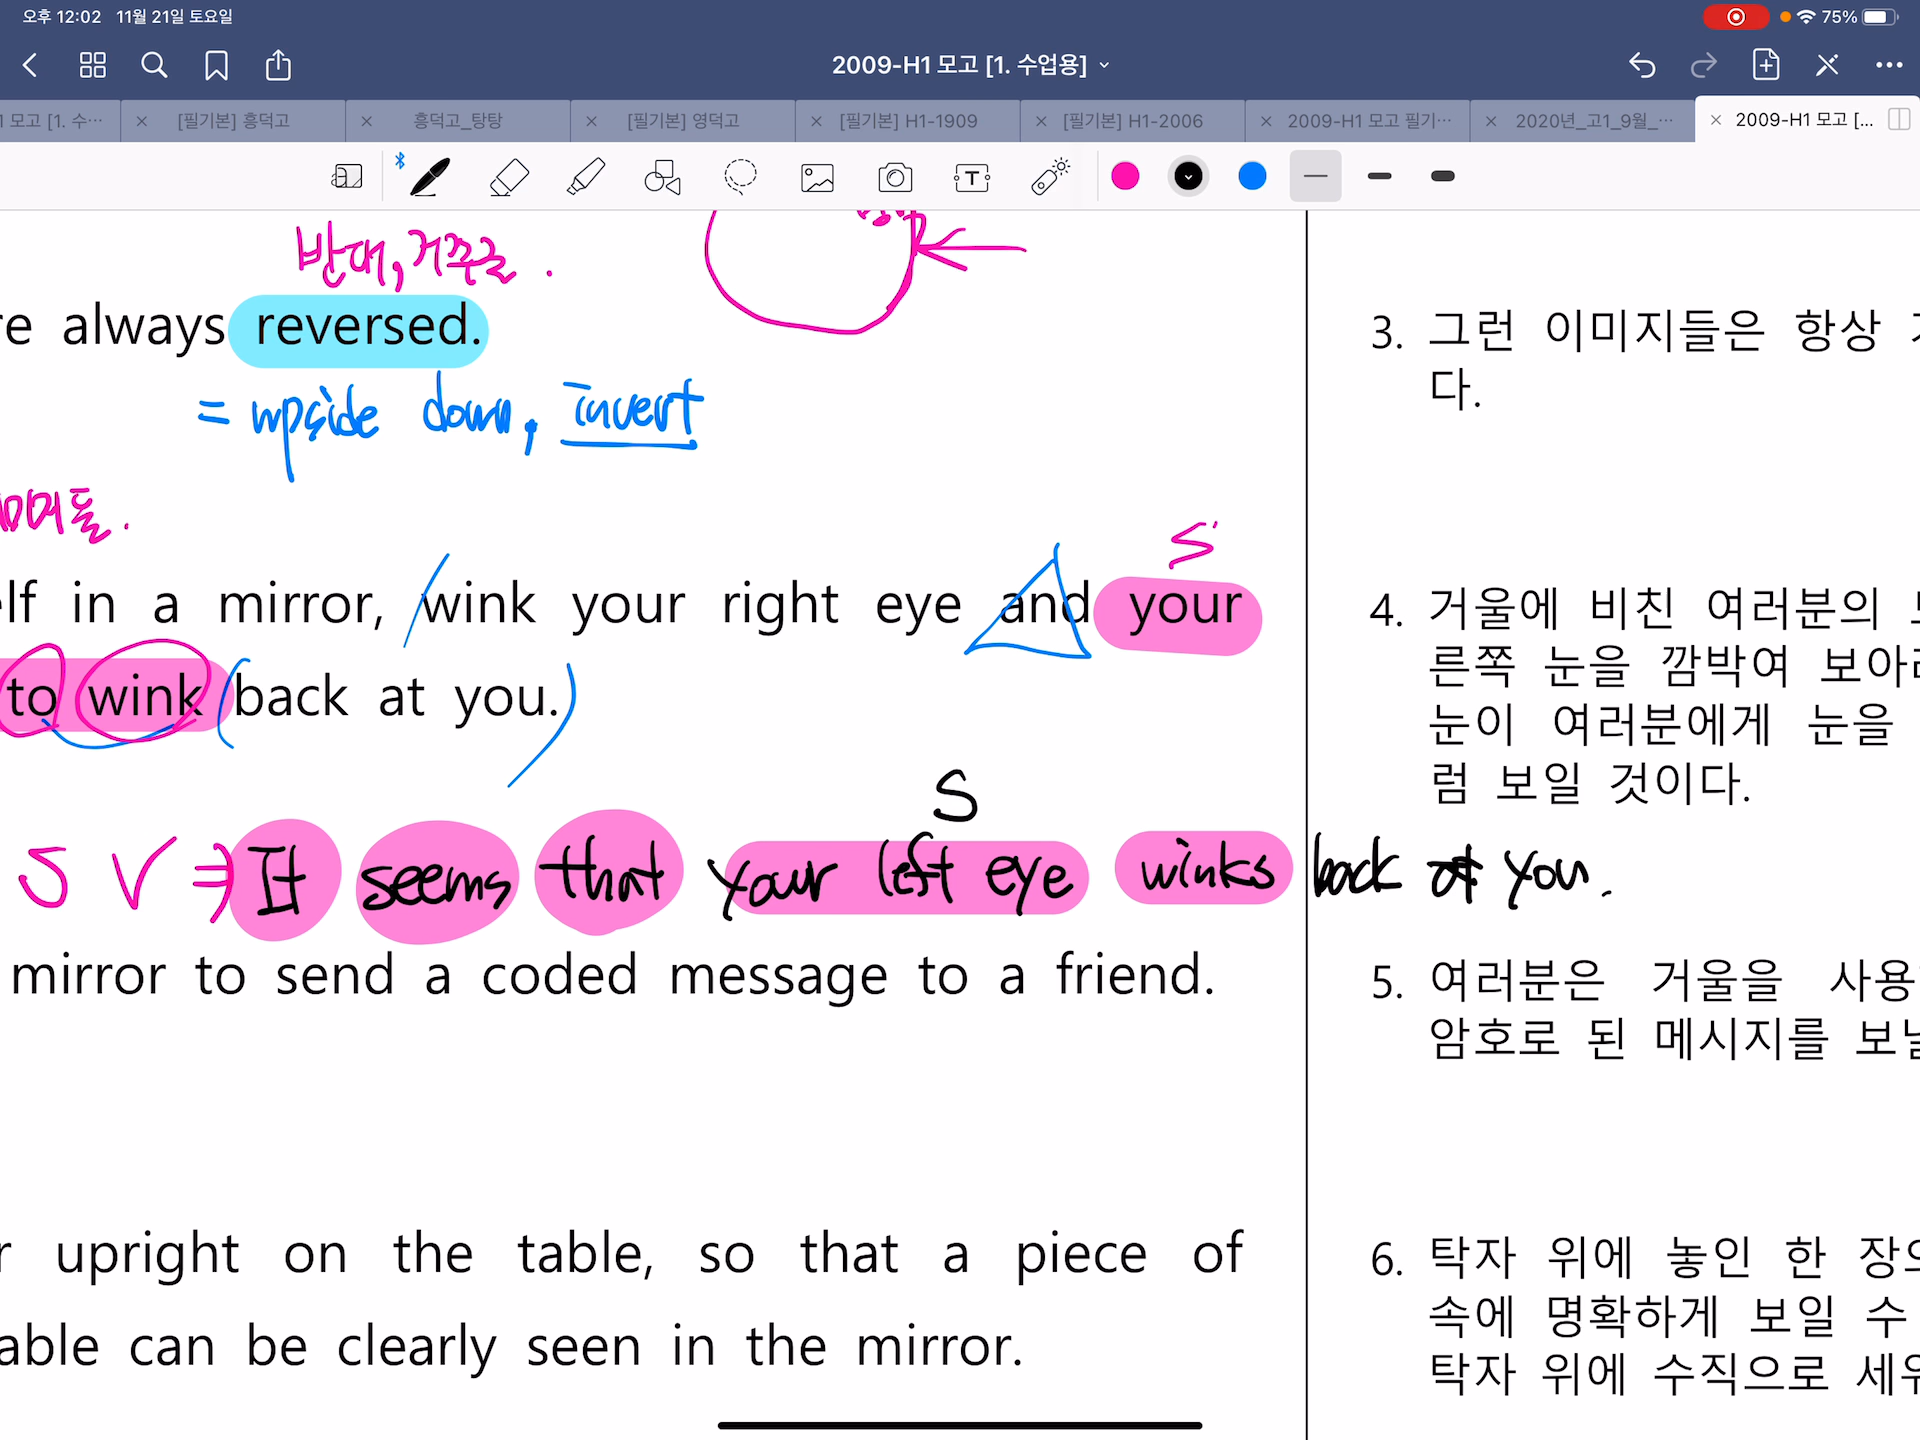 오후 12:02 11월 21일 토요일
75%
2009-H1 모고 [1. 수업용]
모고 [1. 수…
[필기본] 흥덕고
흥덕고_탕탕
[필기본] 영덕고
[필기본] H1-1909
[필기본] H1-2006
2009-H1 모고 필기…
2020년_고1_9월_…
2009-H1 모고 […
반대, 거꾸로.
re always reversed.
= upside down, invert
S
elf in a mirror, wink your right eye and your
to wink back at you.
S
S V ⇒ It seems that your left eye winks back at you.
mirror to send a coded message to a friend.
r upright on the table, so that a piece of
able can be clearly seen in the mirror.
3. 그런 이미지들은 항상
다.
4. 거울에 비친 여러분의
른쪽 눈을 깜박여 보아라
눈이 여러분에게 눈을
럼 보일 것이다.
5. 여러분은 거울을 사용
암호로 된 메시지를 보낼
6. 탁자 위에 놓인 한 장으
속에 명확하게 보일 수
탁자 위에 수직으로 세우